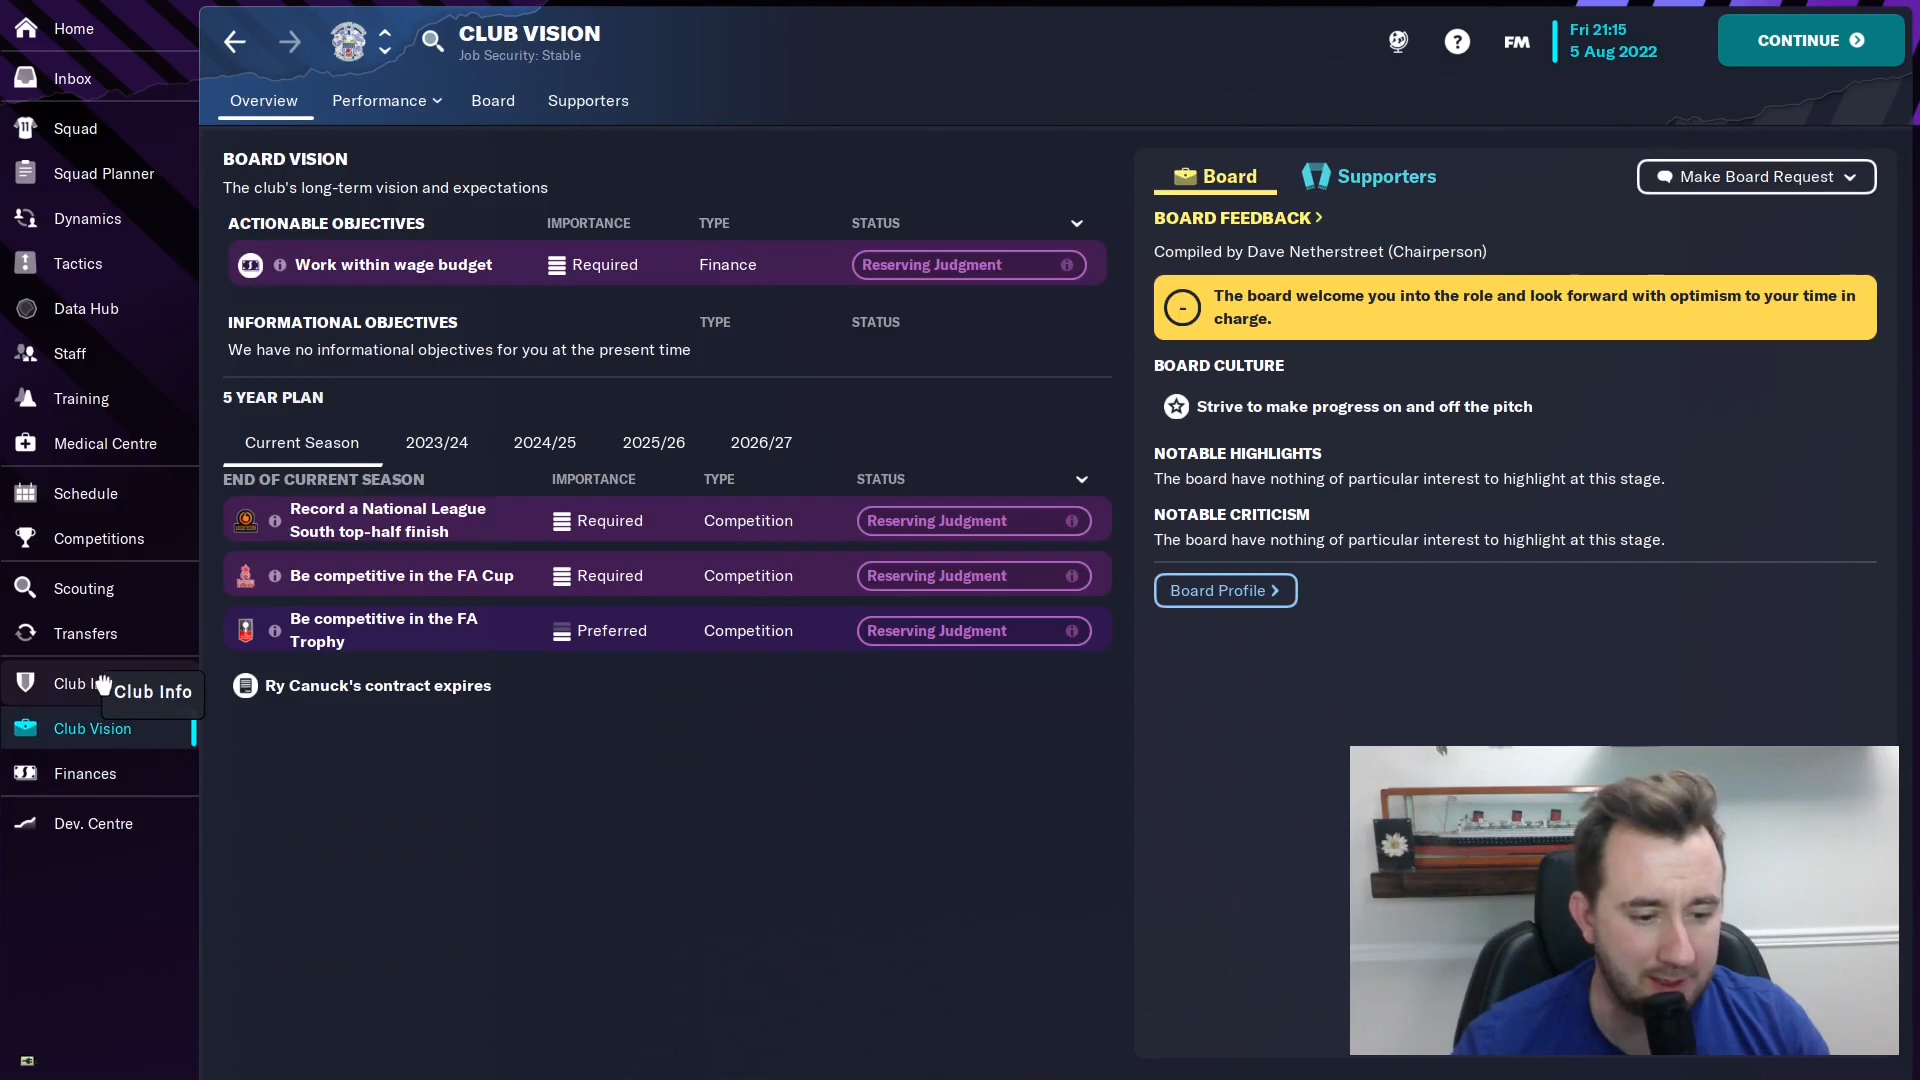 Home
Inbox
Squad
Squad Planner
Dynamics
Tactics
Data Hub
Staff
Training
Medical Centre
Schedule
Competitions
Scouting
Transfers
Club I
Club Info
Club Vision
Finances
Dev. Centre
CLUB VISION
Job Security: Stable
FM
Fri 21:15
5 Aug 2022
CONTINUE
Overview
Performance
Board
Supporters
BOARD VISION
The club's long-term vision and expectations
ACTIONABLE OBJECTIVES IMPORTANCE TYPE STATUS
Work within wage budget Required Finance Reserving Judgment
INFORMATIONAL OBJECTIVES TYPE STATUS
We have no informational objectives for you at the present time
5 YEAR PLAN
Current Season 2023/24 2024/25 2025/26 2026/27
END OF CURRENT SEASON IMPORTANCE TYPE STATUS
Record a National League
South top-half finish Required Competition Reserving Judgment
Be competitive in the FA Cup Required Competition Reserving Judgment
Be competitive in the FA
Trophy Preferred Competition Reserving Judgment
Ry Canuck's contract expires
Board
Supporters
Make Board Request
BOARD FEEDBACK
Compiled by Dave Netherstreet (Chairperson)
The board welcome you into the role and look forward with optimism to your time in
charge.
BOARD CULTURE
Strive to make progress on and off the pitch
NOTABLE HIGHLIGHTS
The board have nothing of particular interest to highlight at this stage.
NOTABLE CRITICISM
The board have nothing of particular interest to highlight at this stage.
Board Profile